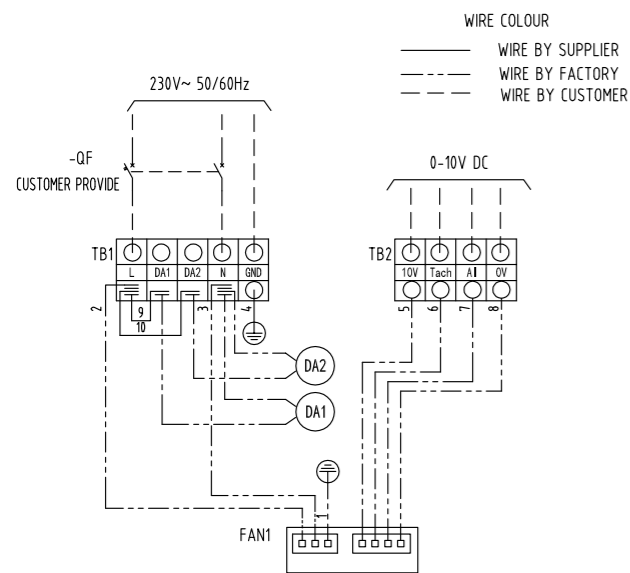 WIRE COLOUR
WIRE BY SUPPLIER
WIRE BY FACTORY
WIRE BY CUSTOMER
230V~ 50/60Hz
-QF
CUSTOMER PROVIDE
0-10V DC
TB1
L DA1 DA2 N GND
TB2
10V Tach AI 0V
2
9
10
3
4
5
6
7
8
DA2
DA1
1
FAN1